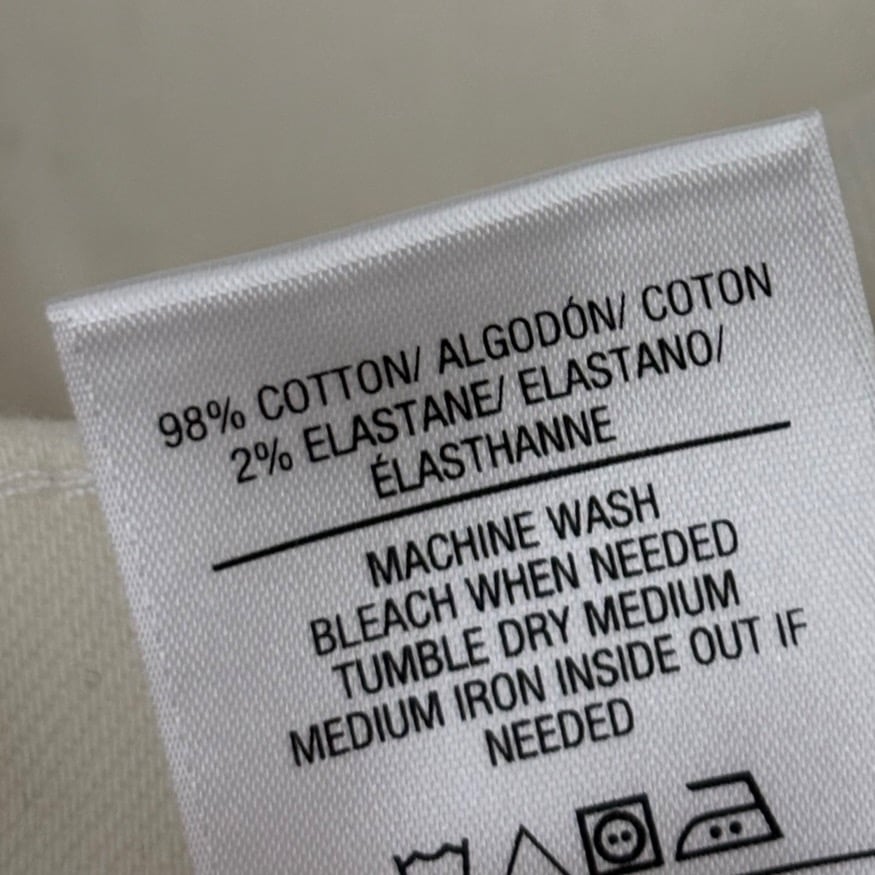 98% COTTON/ ALGODÓN/ COTON
2% ELASTANE/ ELASTANO/
ÉLASTHANNE
MACHINE WASH
BLEACH WHEN NEEDED
TUMBLE DRY MEDIUM
MEDIUM IRON INSIDE OUT IF
NEEDED